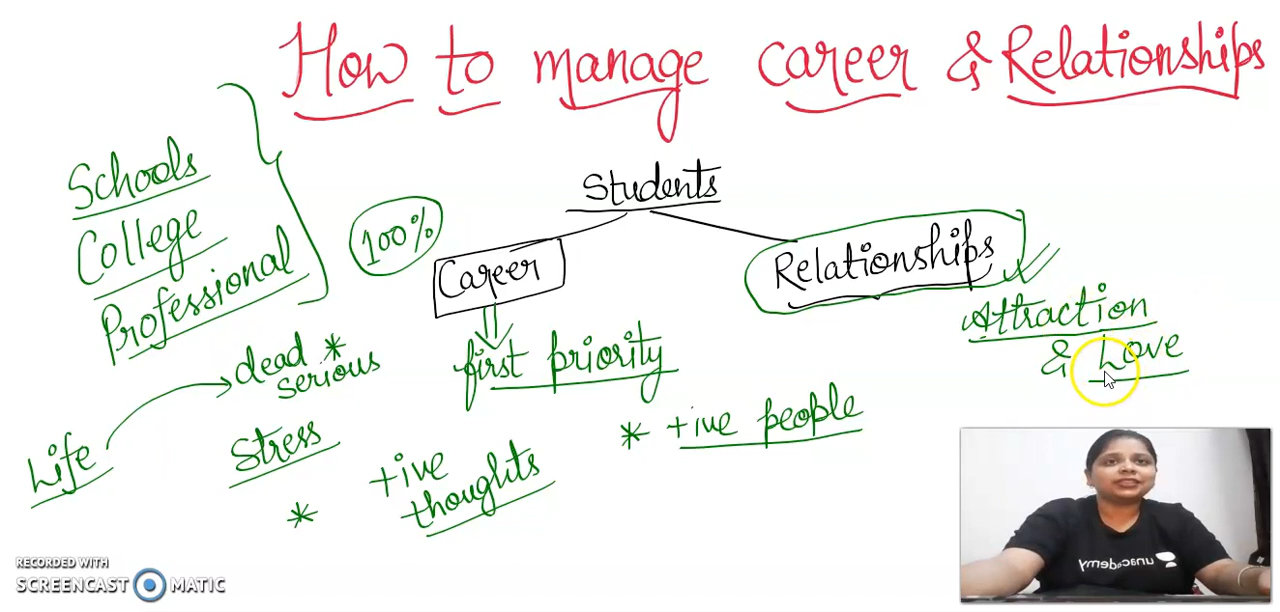 How to manage career & Relationships
Students
Schools
College
Professional
100%
Career
Relationships
Attraction
& Love
first priority
dead *
serious
Life
Stress
* +ive people
+ive
* thoughts
RECORDED WITH
SCREENCAST MATIC
unacademy